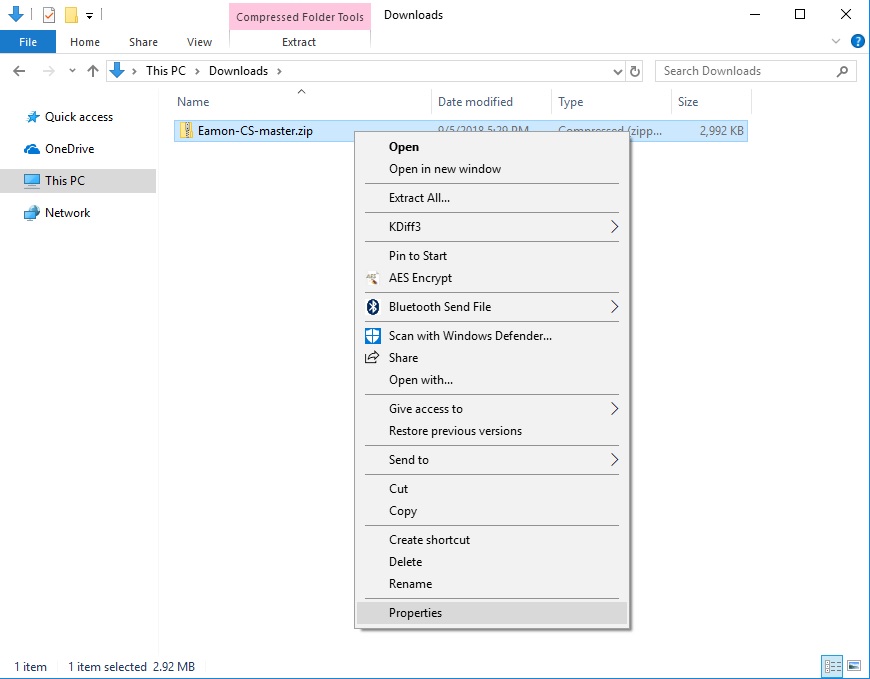 Compressed Folder Tools
Downloads
File
Home
Share
View
Extract
This PC
Downloads
Search Downloads
Name
Date modified
Type
Size
Quick access
OneDrive
This PC
Network
Eamon-CS-master.zip
9/5/2018 5:29 PM
Compressed (zipp...
2,992 KB
Open
Open in new window
Extract All...
KDiff3
Pin to Start
AES Encrypt
Bluetooth Send File
Scan with Windows Defender...
Share
Open with...
Give access to
Restore previous versions
Send to
Cut
Copy
Create shortcut
Delete
Rename
Properties
1 item
1 item selected 2.92 MB